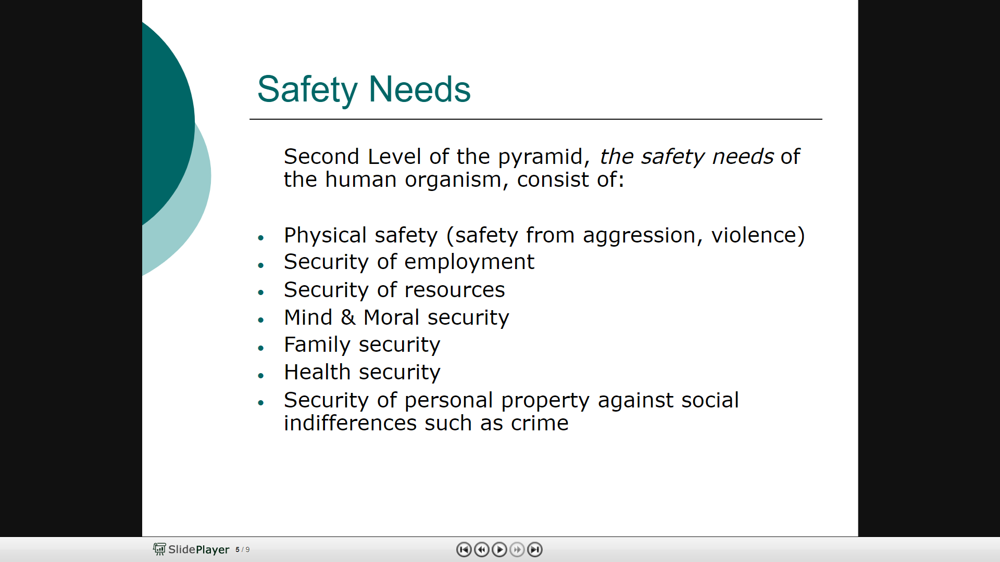 Safety Needs
Second Level of the pyramid, the safety needs of
the human organism, consist of:
• Physical safety (safety from aggression, violence)
• Security of employment
• Security of resources
• Mind & Moral security
• Family security
• Health security
• Security of personal property against social
indifferences such as crime
SlidePlayer 5 / 9